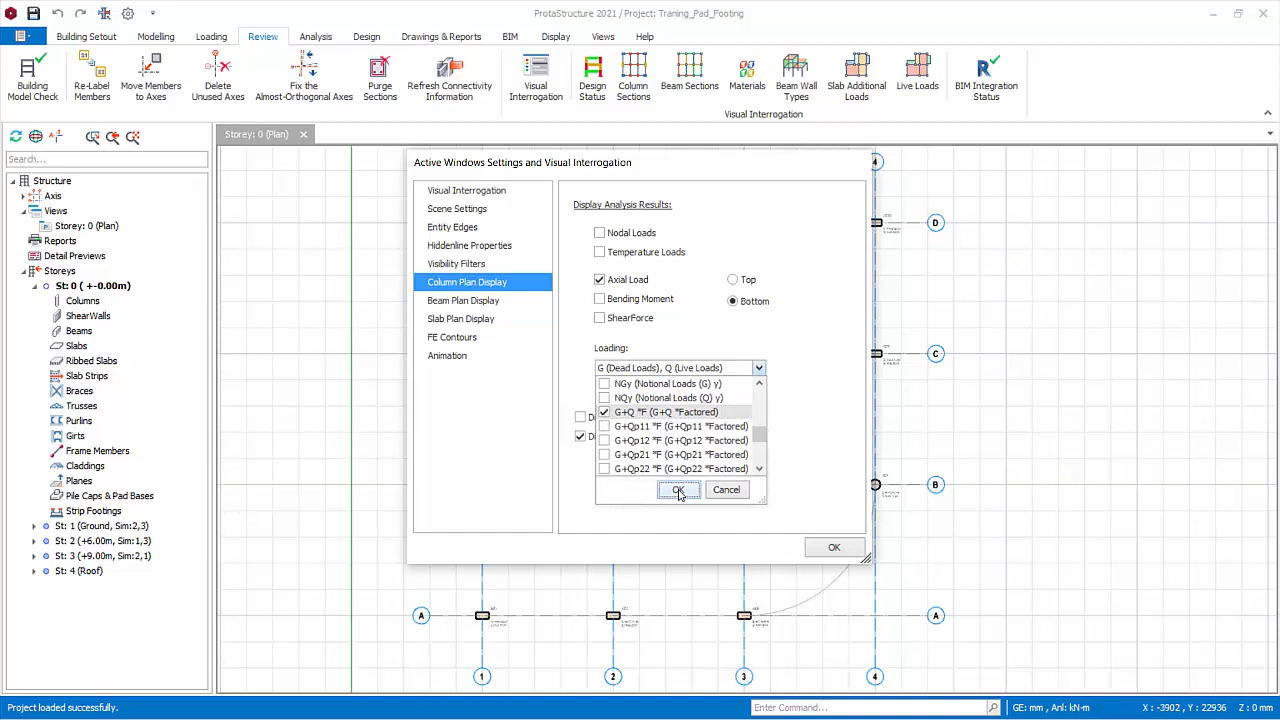 ProtaStructure 2021 / Project: Traning_Pad_Footing
Building Setout
Modelling
Loading
Review
Analysis
Design
Drawings & Reports
BIM
Display
Views
Help
Building
Model Check
Re-Label
Members
Move Members
to Axes
Delete
Unused Axes
Fix the
Almost-Orthogonal Axes
Purge
Sections
Refresh Connectivity
Information
Visual
Interrogation
Design
Status
Column
Sections
Beam Sections
Materials
Beam Wall
Types
Slab Additional
Loads
Live Loads
BIM Integration
Status
Visual Interrogation
Storey: 0 (Plan)
Search...
Structure
Axis
Views
Storey: 0 (Plan)
Reports
Detail Previews
Storeys
St: 0 ( +-0.00m)
Columns
ShearWalls
Beams
Slabs
Ribbed Slabs
Slab Strips
Braces
Trusses
Purlins
Girts
Frame Members
Claddings
Planes
Pile Caps & Pad Bases
Strip Footings
St: 1 (Ground, Sim:2,3)
St: 2 (+6.00m, Sim:1,3)
St: 3 (+9.00m, Sim:2,1)
St: 4 (Roof)
Active Windows Settings and Visual Interrogation
Visual Interrogation
Scene Settings
Entity Edges
Hiddenline Properties
Visibility Filters
Column Plan Display
Beam Plan Display
Slab Plan Display
FE Contours
Animation
Display Analysis Results:
Nodal Loads
Temperature Loads
Axial Load
Top
Bending Moment
Bottom
ShearForce
Loading:
G (Dead Loads), Q (Live Loads)
NGy (Notional Loads (G) y)
NQy (Notional Loads (Q) y)
G+Q *F (G+Q *Factored)
G+Qp11 *F (G+Qp11 *Factored)
G+Qp12 *F (G+Qp12 *Factored)
G+Qp21 *F (G+Qp21 *Factored)
G+Qp22 *F (G+Qp22 *Factored)
OK
Cancel
OK
4
D
C
B
A
A
1
2
3
4
Project loaded successfully.
Enter Command...
GE: mm , Anl: kN-m
X : -3902 , Y : 22936
Z : 0 mm